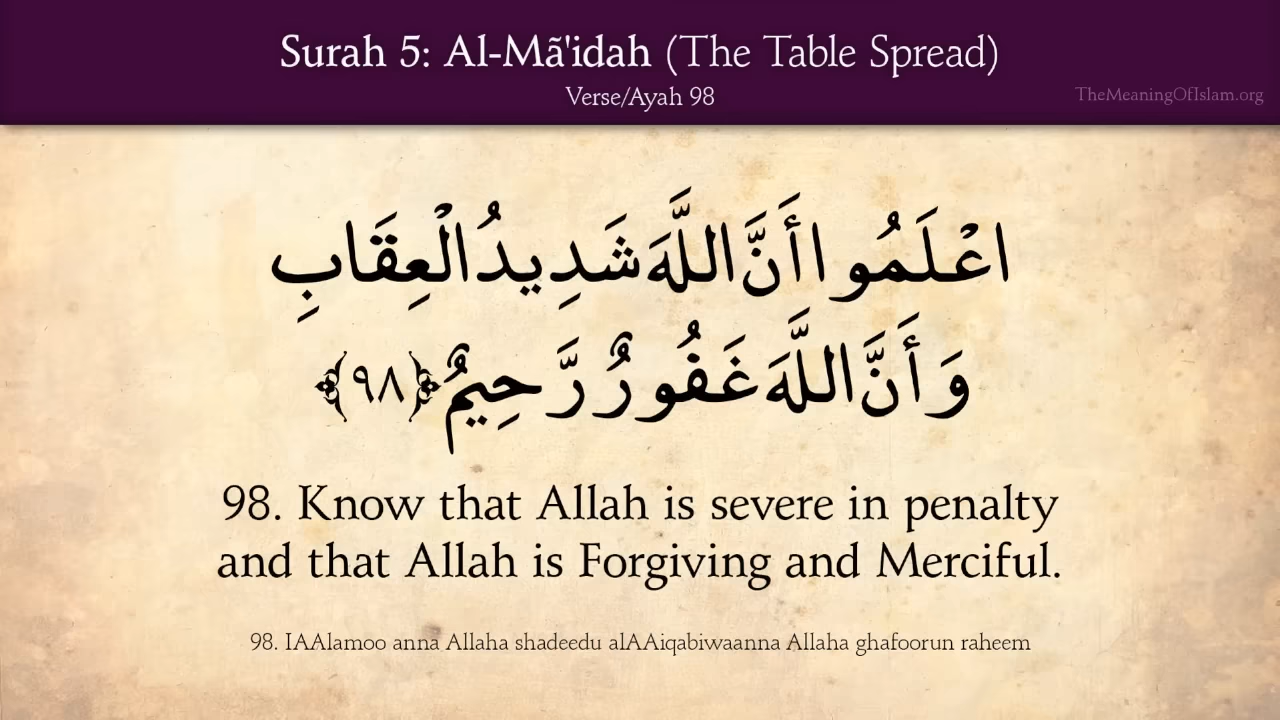 Surah 5: Al-Mã'idah (The Table Spread)
Verse/Ayah 98
TheMeaningOfIslam.org
اعْلَمُوا أَنَّ اللَّهَ شَدِيدُ الْعِقَابِ
وَأَنَّ اللَّهَ غَفُورٌ رَّحِيمٌ ﴿٩٨﴾
98. Know that Allah is severe in penalty
and that Allah is Forgiving and Merciful.
98. IAAlamoo anna Allaha shadeedu alAAiqabiwaanna Allaha ghafoorun raheem